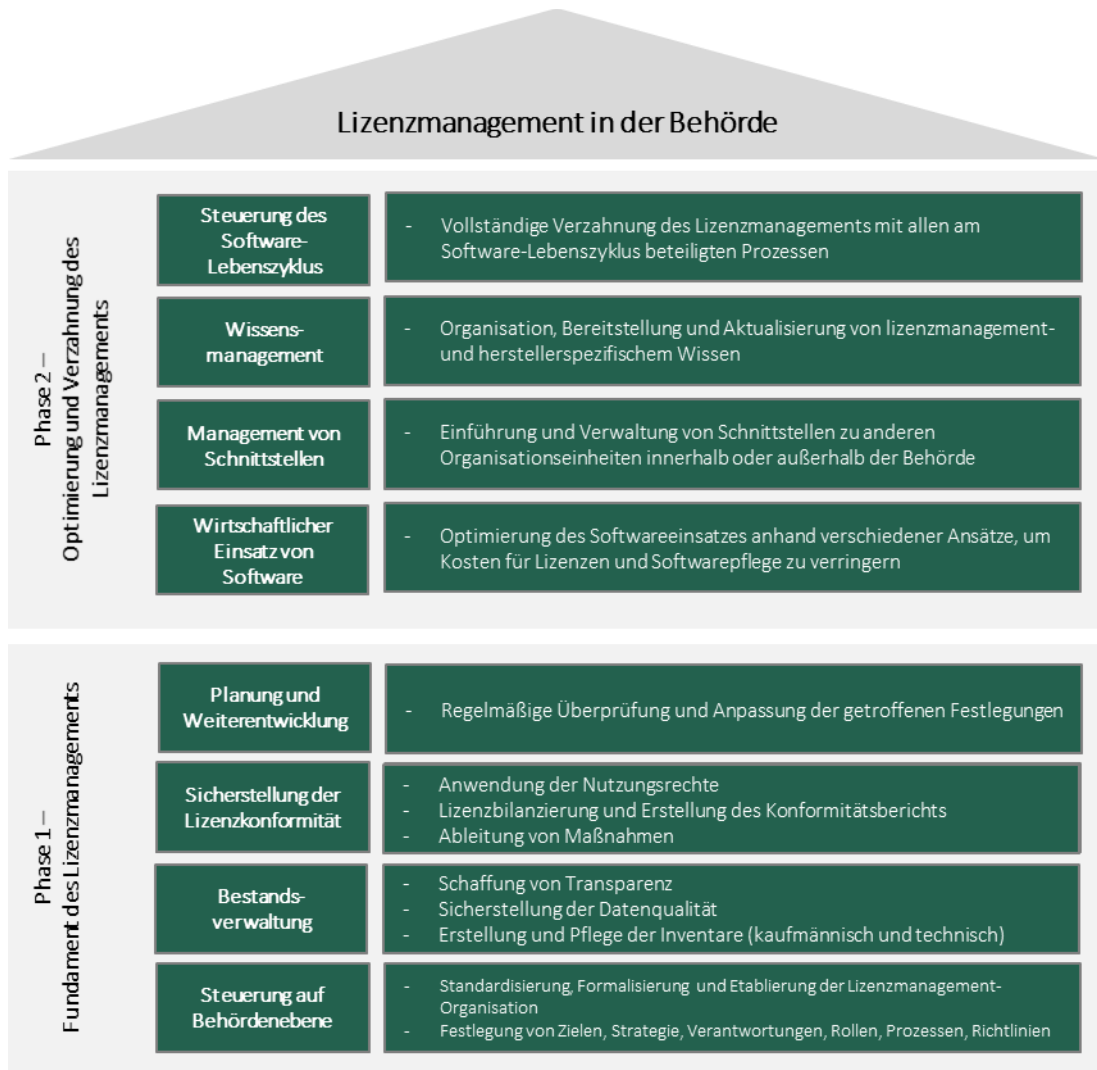 Lizenzmanagement in der Behörde
Phase 2 –
Optimierung und Verzahnung des
Lizenzmanagements
Steuerung des
Software-
Lebenszyklus
- Vollständige Verzahnung des Lizenzmanagements mit allen am
Software-Lebenszyklus beteiligten Prozessen
Wissens-
management
- Organisation, Bereitstellung und Aktualisierung von lizenzmanagement-
und herstellerspezifischem Wissen
Management von
Schnittstellen
- Einführung und Verwaltung von Schnittstellen zu anderen
Organisationseinheiten innerhalb oder außerhalb der Behörde
Wirtschaftlicher
Einsatz von
Software
- Optimierung des Softwareeinsatzes anhand verschiedener Ansätze, um
Kosten für Lizenzen und Softwarepflege zu verringern
Phase 1 –
Fundament des Lizenzmanagements
Planung und
Weiterentwicklung
- Regelmäßige Überprüfung und Anpassung der getroffenen Festlegungen
Sicherstellung der
Lizenzkonformität
- Anwendung der Nutzungsrechte
- Lizenzbilanzierung und Erstellung des Konformitätsberichts
- Ableitung von Maßnahmen
Bestands-
verwaltung
- Schaffung von Transparenz
- Sicherstellung der Datenqualität
- Erstellung und Pflege der Inventare (kaufmännisch und technisch)
Steuerung auf
Behördenebene
- Standardisierung, Formalisierung und Etablierung der Lizenzmanagement-
Organisation
- Festlegung von Zielen, Strategie, Verantwortungen, Rollen, Prozessen, Richtlinien